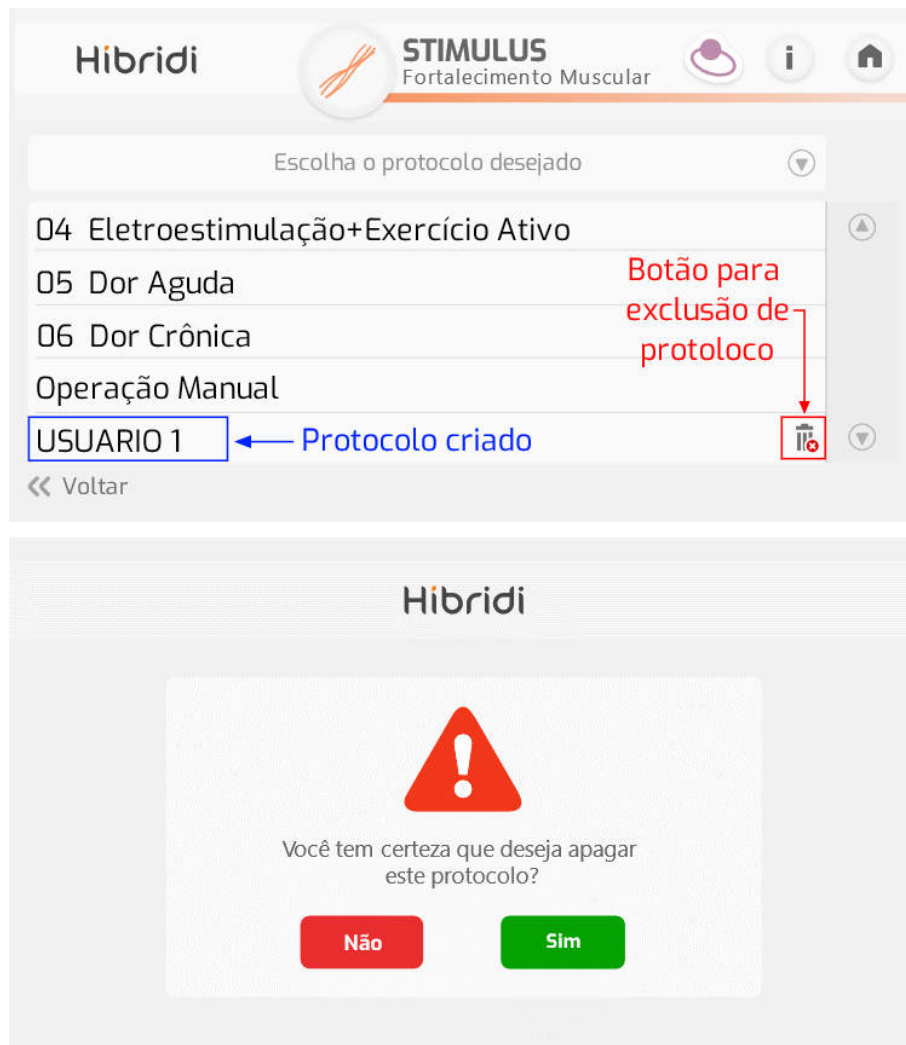 Hibridi
STIMULUS
Fortalecimento Muscular
i
Escolha o protocolo desejado
04 Eletroestimulação+Exercício Ativo
05 Dor Aguda
06 Dor Crônica
Operação Manual
USUARIO 1
Protocolo criado
Botão para
exclusão de
protoloco
Voltar
Hibridi
Você tem certeza que deseja apagar
este protocolo?
Não
Sim